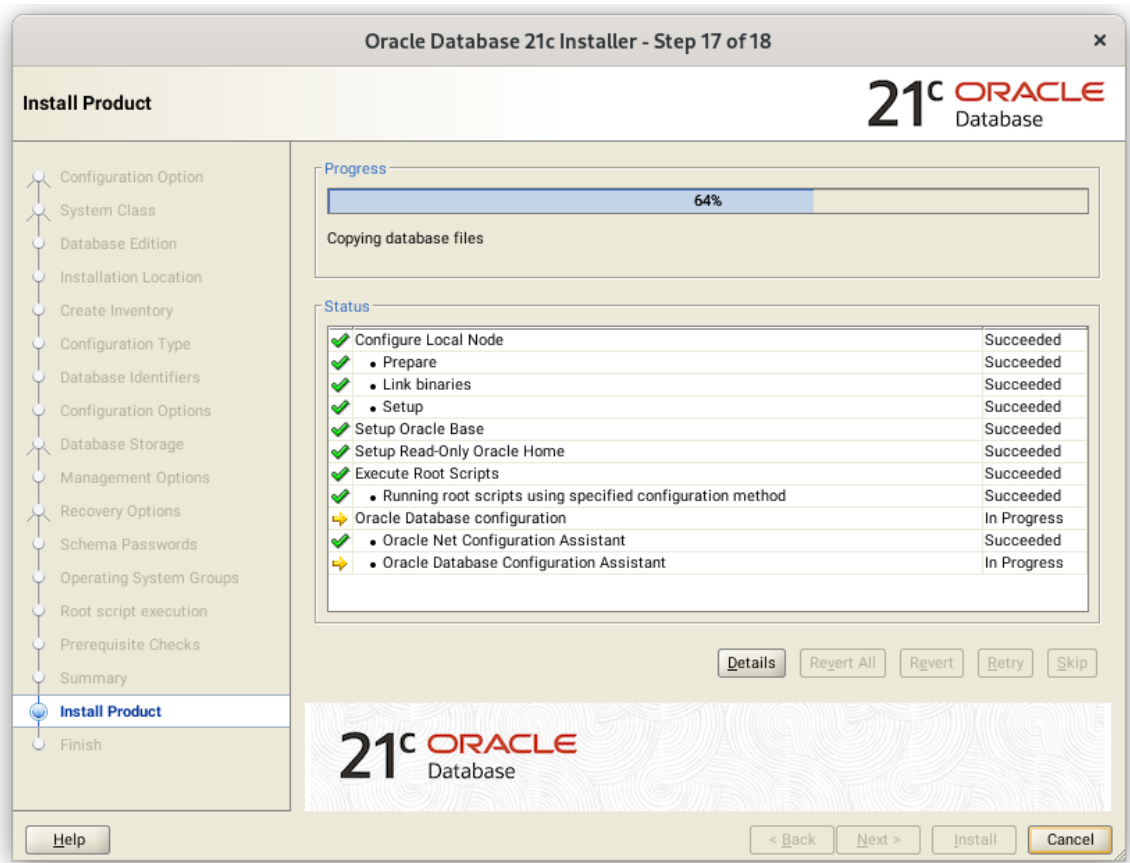 Oracle Database 21c Installer - Step 17 of 18
Install Product
21c ORACLE
Database
Configuration Option
System Class
Database Edition
Installation Location
Create Inventory
Configuration Type
Database Identifiers
Configuration Options
Database Storage
Management Options
Recovery Options
Schema Passwords
Operating System Groups
Root script execution
Prerequisite Checks
Summary
Install Product
Finish
Progress
64%
Copying database files
Status
Configure Local Node Succeeded
• Prepare Succeeded
• Link binaries Succeeded
• Setup Succeeded
Setup Oracle Base Succeeded
Setup Read-Only Oracle Home Succeeded
Execute Root Scripts Succeeded
• Running root scripts using specified configuration method Succeeded
Oracle Database configuration In Progress
• Oracle Net Configuration Assistant Succeeded
• Oracle Database Configuration Assistant In Progress
Details Revert All Revert Retry Skip
21c ORACLE
Database
Help < Back Next > Install Cancel